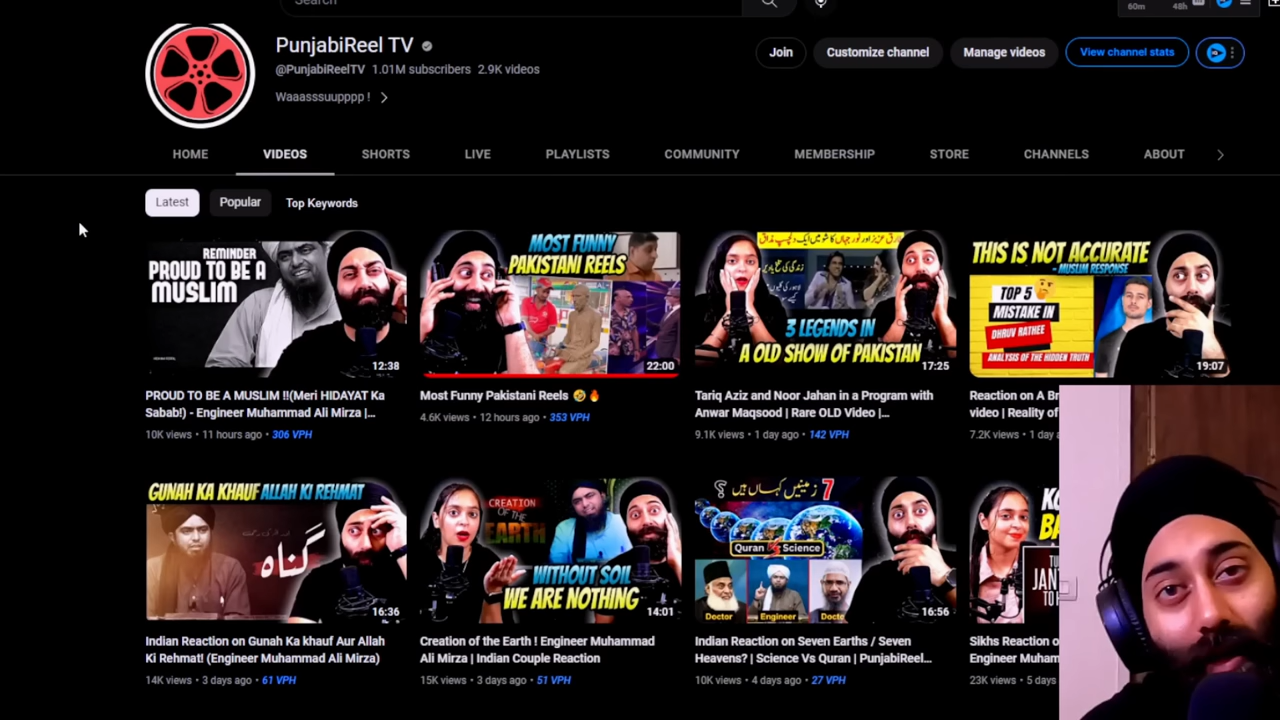 Search
60m
48h
PunjabiReel TV
@PunjabiReelTV 1.01M subscribers 2.9K videos
Waaasssuupppp !
Join
Customize channel
Manage videos
View channel stats
HOME
VIDEOS
SHORTS
LIVE
PLAYLISTS
COMMUNITY
MEMBERSHIP
STORE
CHANNELS
ABOUT
Latest
Popular
Top Keywords
REMINDER
PROUD TO BE A
MUSLIM
12:38
MOST FUNNY
PAKISTANI REELS
22:00
3 LEGENDS IN
A OLD SHOW OF PAKISTAN
17:25
THIS IS NOT ACCURATE
- MUSLIM RESPONSE
TOP 5
MISTAKE IN
DHRUV RATHEE
ANALYSIS OF THE HIDDEN TRUTH
19:07
PROUD TO BE A MUSLIM !!(Meri HIDAYAT Ka
Sabab!) - Engineer Muhammad Ali Mirza |...
10K views • 11 hours ago • 306 VPH
Most Funny Pakistani Reels 🤣🔥
4.6K views • 12 hours ago • 353 VPH
Tariq Aziz and Noor Jahan in a Program with
Anwar Maqsood | Rare OLD Video |...
9.1K views • 1 day ago • 142 VPH
Reaction on A Br
video | Reality of
7.2K views • 1 day a
GUNAH KA KHAUF ALLAH KI REHMAT
گناہ
16:36
CREATION
OF THE
EARTH
WITHOUT SOIL
WE ARE NOTHING
14:01
7 زمینیں کہاں ہیں ؟
Quran Science
Doctor
Engineer
Docte
16:56
JAN
TO
Indian Reaction on Gunah Ka khauf Aur Allah
Ki Rehmat! (Engineer Muhammad Ali Mirza)
14K views • 3 days ago • 61 VPH
Creation of the Earth ! Engineer Muhammad
Ali Mirza | Indian Couple Reaction
15K views • 3 days ago • 51 VPH
Indian Reaction on Seven Earths / Seven
Heavens? | Science Vs Quran | PunjabiReel...
10K views • 4 days ago • 27 VPH
Sikhs Reaction o
Engineer Muham
23K views • 5 days